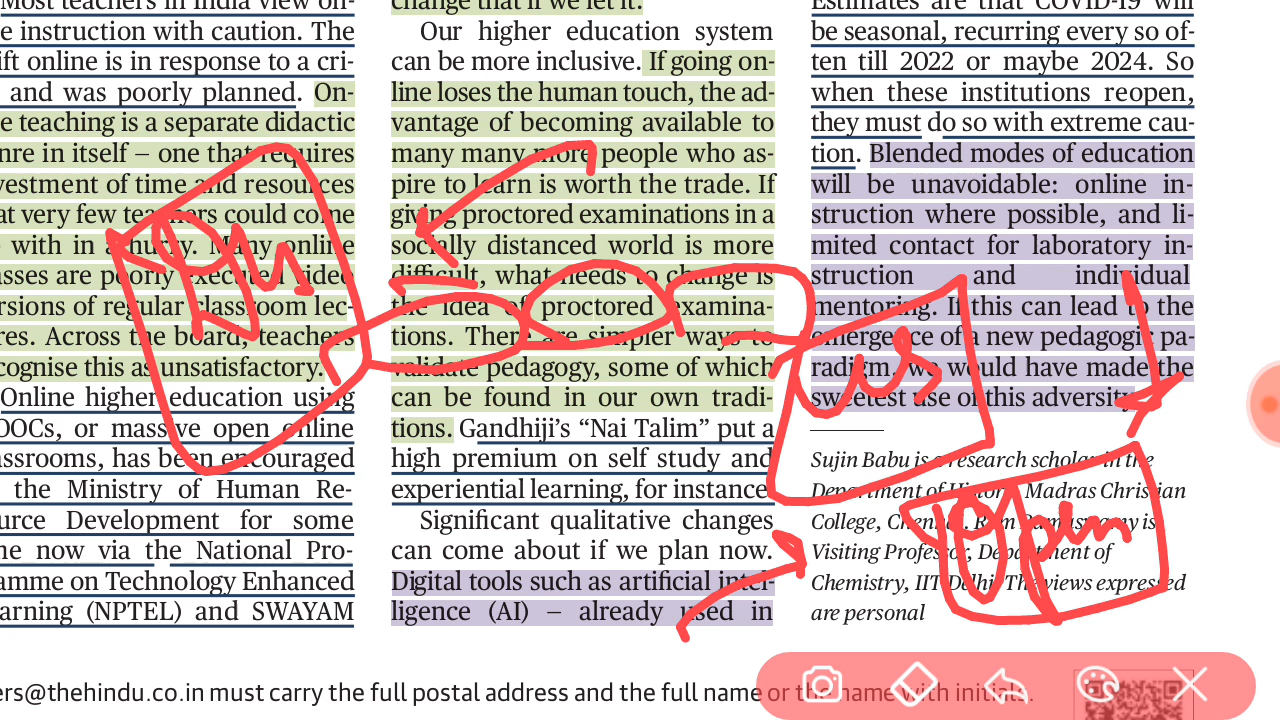 Most teachers in India view on-
e instruction with caution. The
ift online is in response to a cri-
and was poorly planned. On-
e teaching is a separate didactic
nre in itself – one that requires
vestment of time and resources
at very few teachers could come
with in a hurry. Many online
asses are poorly executed video
rsions of regular classroom lec-
res. Across the board, teachers
cognise this as unsatisfactory.
Online higher education using
OOCs, or massive open online
assrooms, has been encouraged
the Ministry of Human Re-
urce Development for some
me now via the National Pro-
amme on Technology Enhanced
arning (NPTEL) and SWAYAM
change that if we let it.
Our higher education system
can be more inclusive. If going on-
line loses the human touch, the ad-
vantage of becoming available to
many many more people who as-
pire to learn is worth the trade. If
giving proctored examinations in a
socially distanced world is more
difficult, what needs to change is
the idea of proctored examina-
tions. There are simpler ways to
validate pedagogy, some of which
can be found in our own tradi-
tions. Gandhiji’s “Nai Talim” put a
high premium on self study and
experiential learning, for instance.
Significant qualitative changes
can come about if we plan now.
Digital tools such as artificial intel-
ligence (AI) – already used in
Estimates are that COVID-19 will
be seasonal, recurring every so of-
ten till 2022 or maybe 2024. So
when these institutions reopen,
they must do so with extreme cau-
tion. Blended modes of education
will be unavoidable: online in-
struction where possible, and li-
mited contact for laboratory in-
struction and individual
mentoring. If this can lead to the
emergence of a new pedagogic pa-
radigm, we would have made the
sweetest use of this adversity.
Sujin Babu is a research scholar in the
Department of History, Madras Christian
College, Chennai. Ram Ramaswamy is
Visiting Professor, Department of
Chemistry, IIT Delhi. The views expressed
are personal
ers@thehindu.co.in must carry the full postal address and the full name or the name with initials.